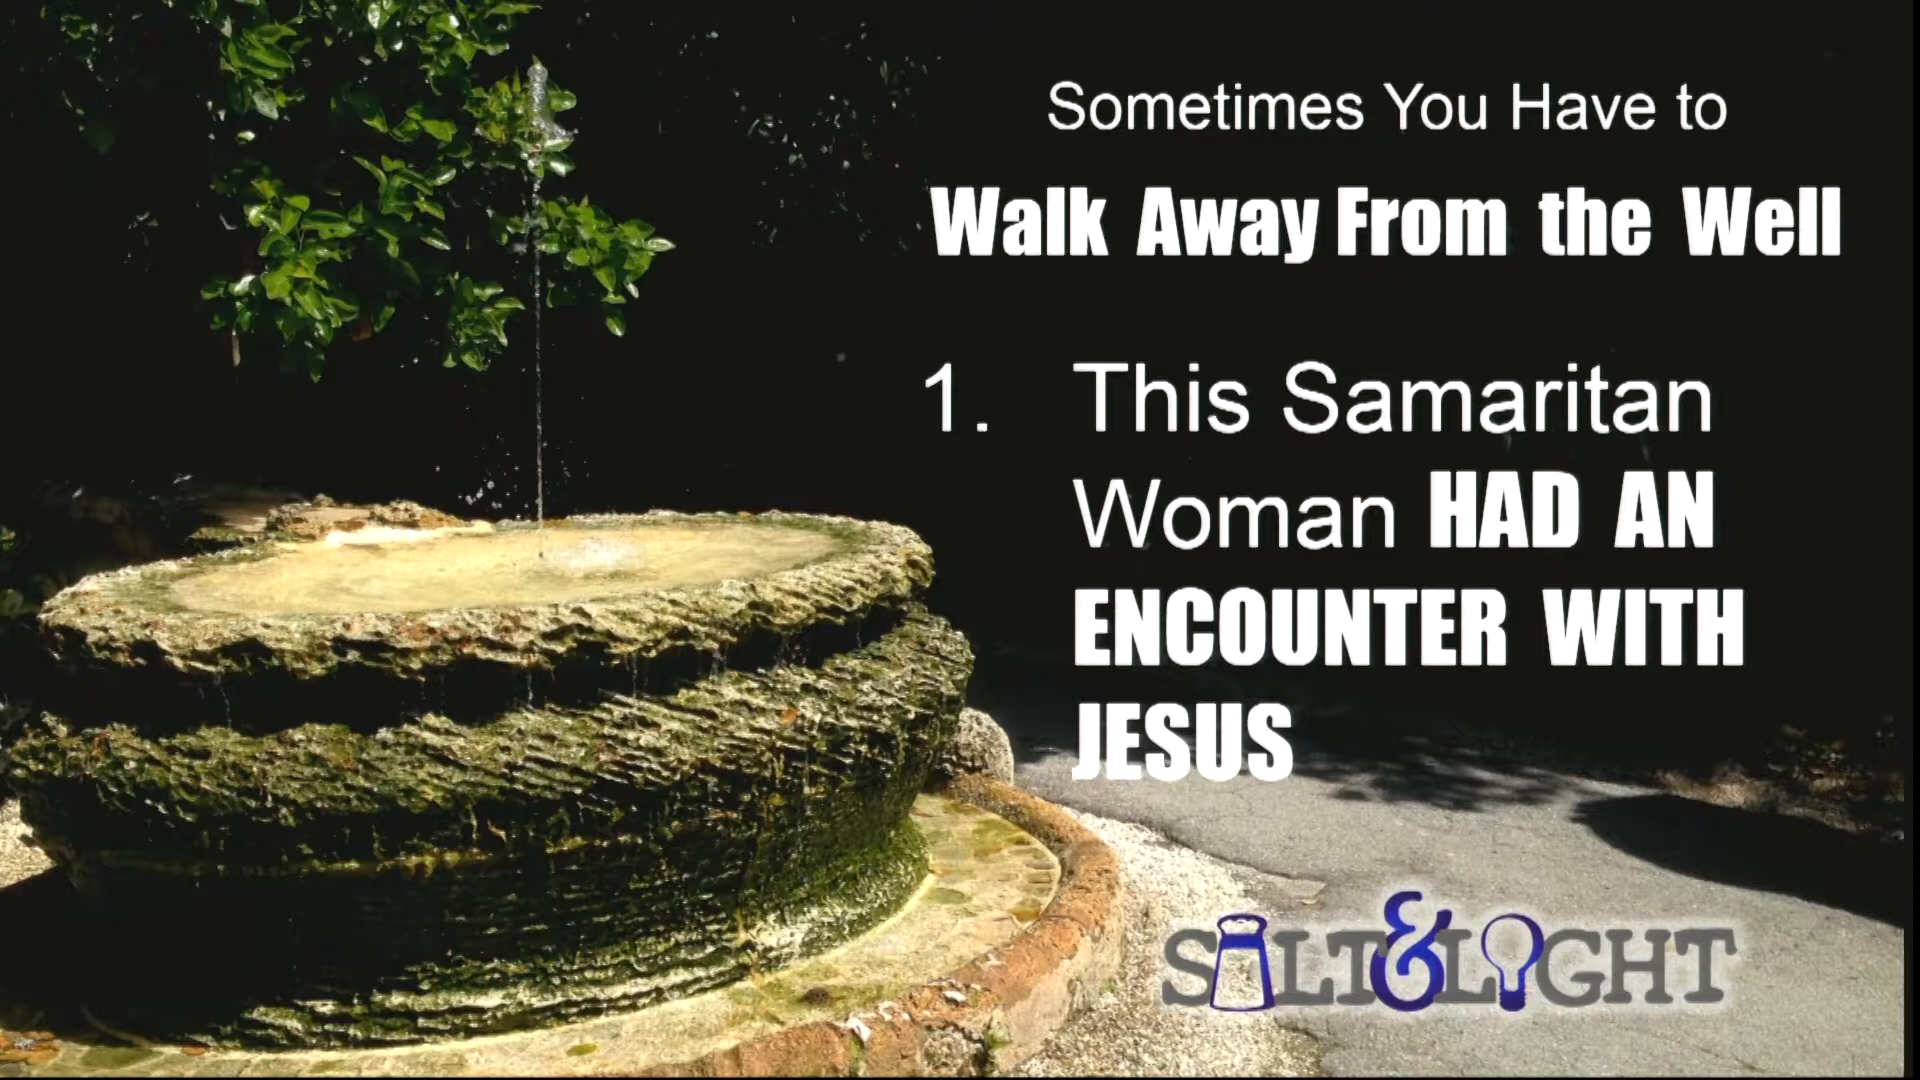 Sometimes You Have to
Walk Away From the Well
1. This Samaritan
Woman HAD AN
ENCOUNTER WITH
JESUS
SALT&LIGHT